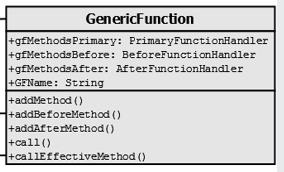 GenericFunction
+gfMethodsPrimary: PrimaryFunctionHandler
+gfMethodsBefore: BeforeFunctionHandler
+gfMethodsAfter: AfterFunctionHandler
+GFName: String
+addMethod()
+addBeforeMethod()
+addAfterMethod()
+call()
+callEffectiveMethod()